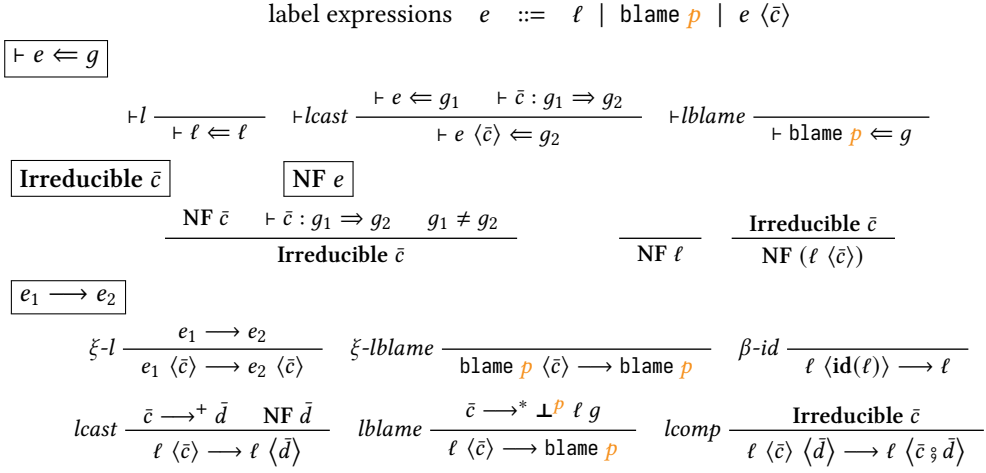 label expressions e ::= ℓ | blame p | e ⟨c̄⟩
⊢ e ⇐ g
⊢l ⊢ ℓ ⇐ ℓ
⊢lcast ⊢ e ⇐ g₁ ⊢ c̄ : g₁ ⇒ g₂
⊢ e ⟨c̄⟩ ⇐ g₂
⊢lblame ⊢ blame p ⇐ g
Irreducible c̄
NF e
NF c̄ ⊢ c̄ : g₁ ⇒ g₂ g₁ ≠ g₂
Irreducible c̄
NF ℓ
Irreducible c̄
NF (ℓ ⟨c̄⟩)
e₁ ⟶ e₂
ξ-l e₁ ⟶ e₂
e₁ ⟨c̄⟩ ⟶ e₂ ⟨c̄⟩
ξ-lblame blame p ⟨c̄⟩ ⟶ blame p
β-id ℓ ⟨id(ℓ)⟩ ⟶ ℓ
lcast c̄ ⟶⁺ d̄ NF d̄
ℓ ⟨c̄⟩ ⟶ ℓ ⟨d̄⟩
lblame c̄ ⟶* ⊥ᵖ ℓ g
ℓ ⟨c̄⟩ ⟶ blame p
lcomp Irreducible c̄
ℓ ⟨c̄⟩ ⟨d̄⟩ ⟶ ℓ ⟨c̄ ⨟ d̄⟩